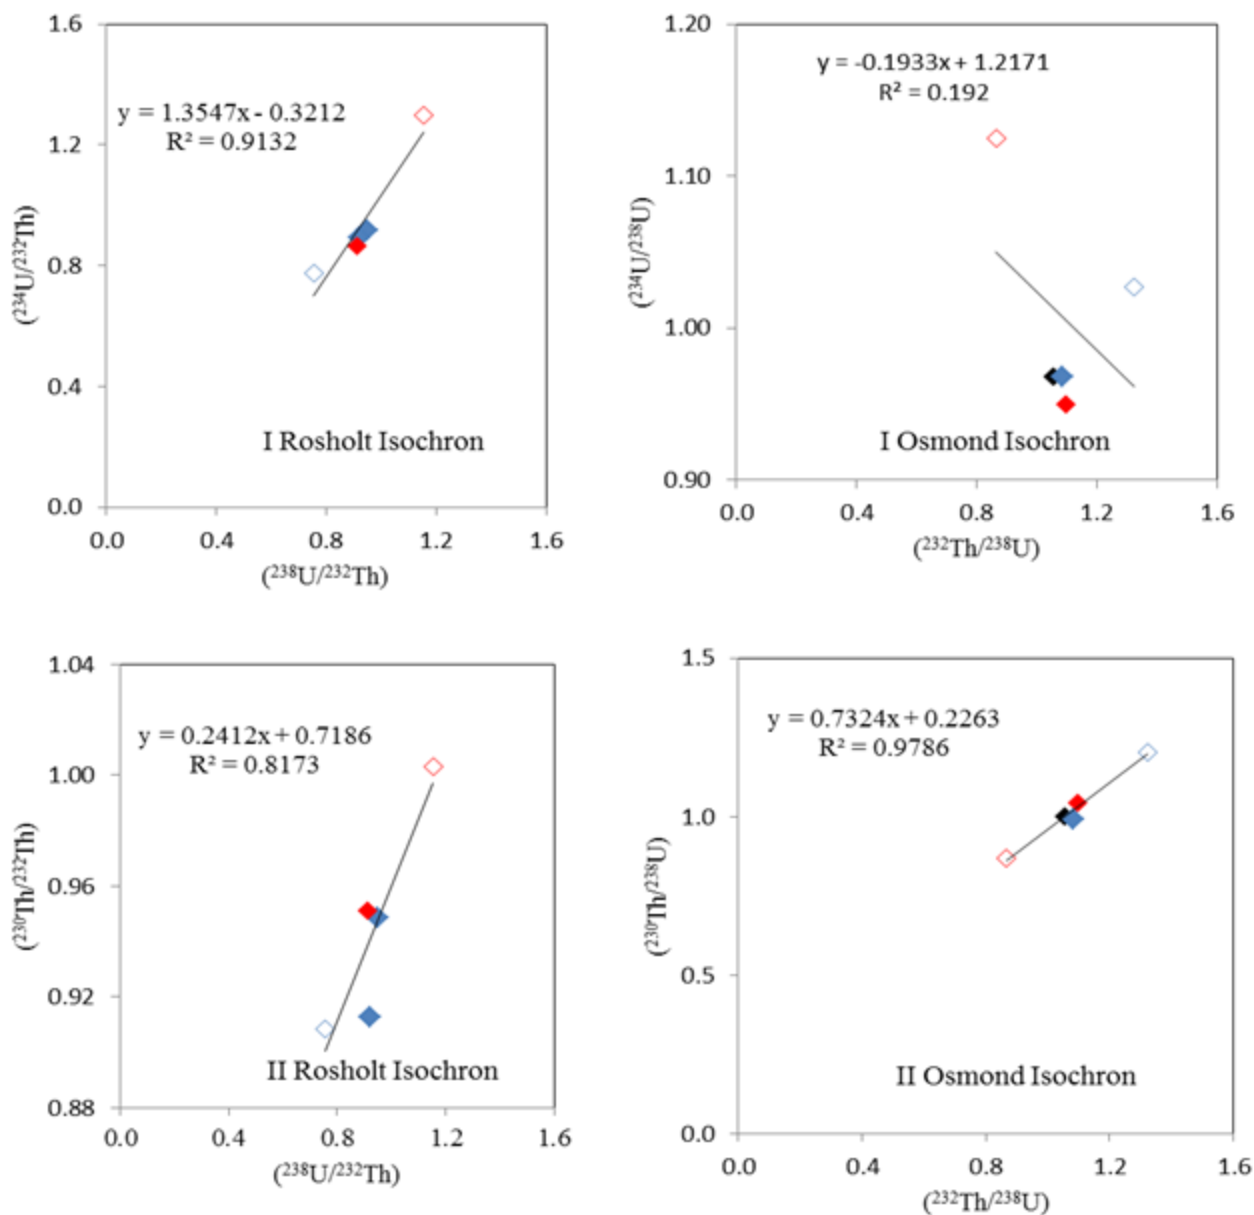 1.6
1.2
0.8
0.4
0.0
0.0 0.4 0.8 1.2 1.6
(²³⁴U/²³²Th)
(²³⁸U/²³²Th)
y = 1.3547x - 0.3212
R² = 0.9132
I Rosholt Isochron
1.20
1.10
1.00
0.90
0.0 0.4 0.8 1.2 1.6
(²³⁴U/²³⁸U)
(²³²Th/²³⁸U)
y = -0.1933x + 1.2171
R² = 0.192
I Osmond Isochron
1.04
1.00
0.96
0.92
0.88
0.0 0.4 0.8 1.2 1.6
(²³⁰Th/²³²Th)
(²³⁸U/²³²Th)
y = 0.2412x + 0.7186
R² = 0.8173
II Rosholt Isochron
1.5
1.0
0.5
0.0
0.0 0.4 0.8 1.2 1.6
(²³⁰Th/²³⁸U)
(²³²Th/²³⁸U)
y = 0.7324x + 0.2263
R² = 0.9786
II Osmond Isochron